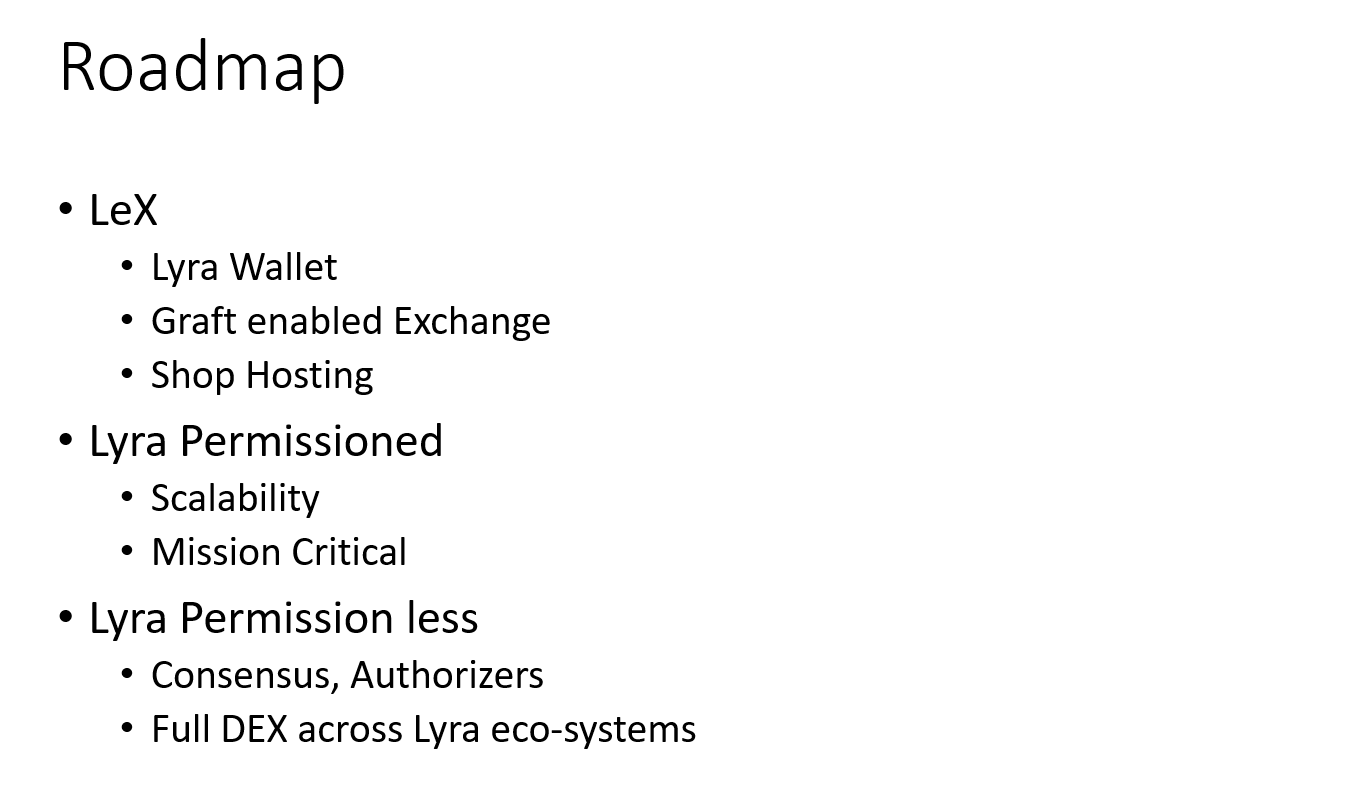 Roadmap
• LeX
• Lyra Wallet
• Graft enabled Exchange
• Shop Hosting
• Lyra Permissioned
• Scalability
• Mission Critical
• Lyra Permission less
• Consensus, Authorizers
• Full DEX across Lyra eco-systems